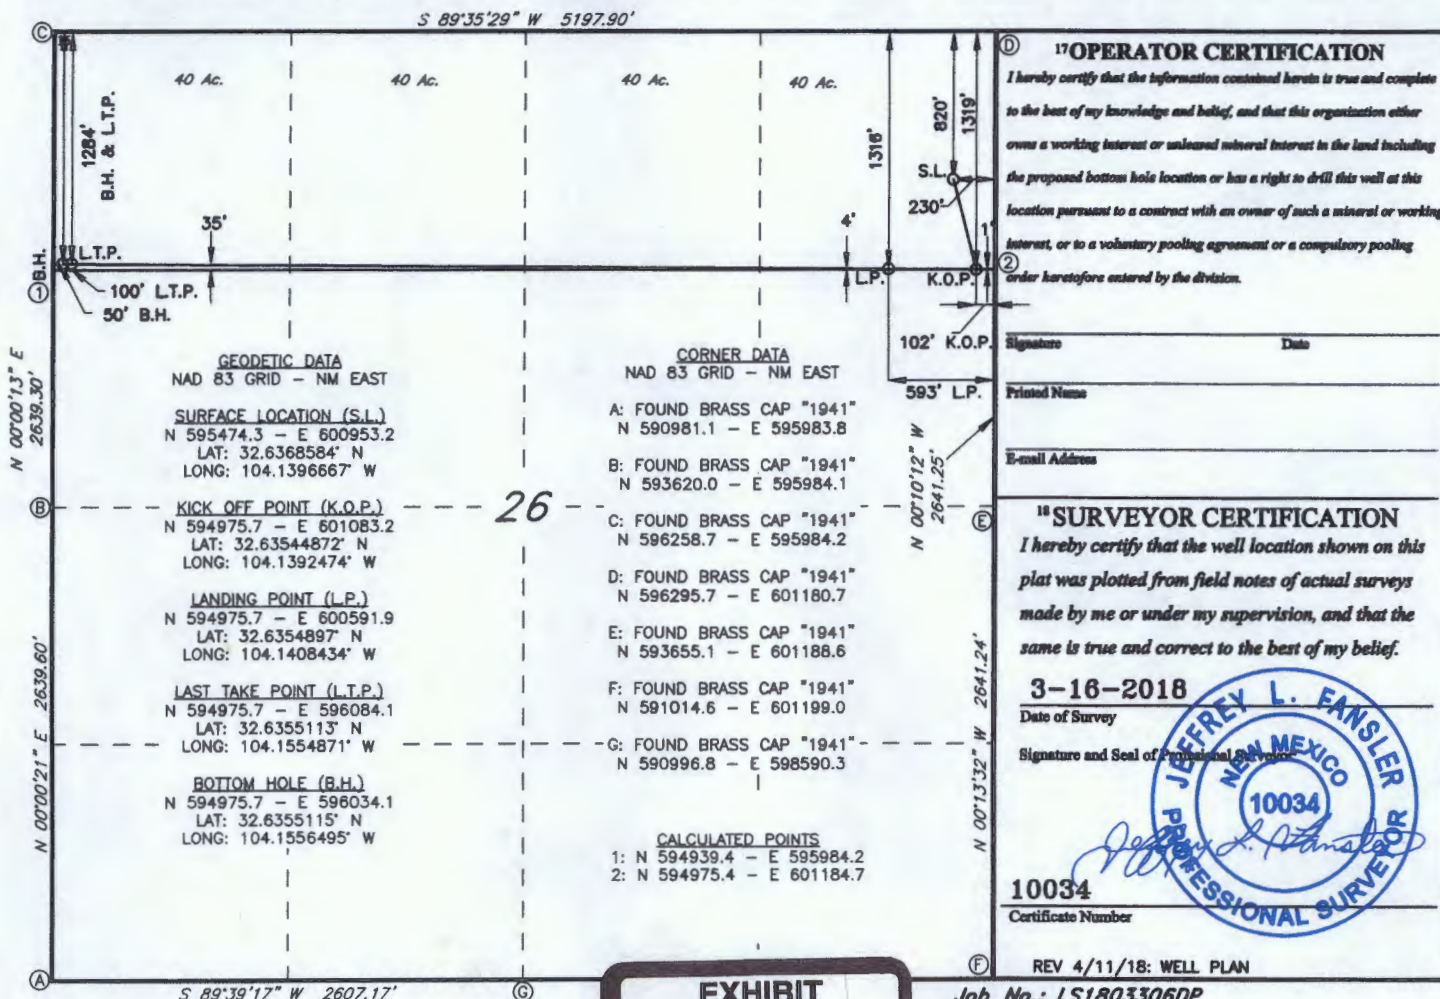 S 89°35'29" W 5197.90'
C
D
40 Ac.
40 Ac.
40 Ac.
40 Ac.
1284'
B.H. & L.T.P.
35'
4'
1316'
820'
1319'
S.L.
230'
1'
L.T.P.
B.H.
1
100' L.T.P.
50' B.H.
L.P.
K.O.P.
2
102' K.O.P.
593' L.P.
N 00°00'13" E
2639.30'
N 00°10'12" W
2641.25'
GEODETIC DATA
NAD 83 GRID - NM EAST
SURFACE LOCATION (S.L.)
N 595474.3 - E 600953.2
LAT: 32.6368584° N
LONG: 104.1396667° W
KICK OFF POINT (K.O.P.)
N 594975.7 - E 601083.2
LAT: 32.63544872° N
LONG: 104.1392474° W
LANDING POINT (L.P.)
N 594975.7 - E 600591.9
LAT: 32.6354897° N
LONG: 104.1408434° W
LAST TAKE POINT (L.T.P.)
N 594975.7 - E 596084.1
LAT: 32.6355113° N
LONG: 104.1554871° W
BOTTOM HOLE (B.H.)
N 594975.7 - E 596034.1
LAT: 32.6355115° N
LONG: 104.1556495° W
B
26
E
CORNER DATA
NAD 83 GRID - NM EAST
A: FOUND BRASS CAP "1941"
N 590981.1 - E 595983.8
B: FOUND BRASS CAP "1941"
N 593620.0 - E 595984.1
C: FOUND BRASS CAP "1941"
N 596258.7 - E 595984.2
D: FOUND BRASS CAP "1941"
N 596295.7 - E 601180.7
E: FOUND BRASS CAP "1941"
N 593655.1 - E 601188.6
F: FOUND BRASS CAP "1941"
N 591014.6 - E 601199.0
G: FOUND BRASS CAP "1941"
N 590996.8 - E 598590.3
CALCULATED POINTS
1: N 594939.4 - E 595984.2
2: N 594975.4 - E 601184.7
N 00°00'21" E 2639.60'
N 00°13'32" W 2641.24'
A
G
F
S 89°39'17" W 2607.17'
EXHIBIT
17 OPERATOR CERTIFICATION
I hereby certify that the information contained herein is true and complete
to the best of my knowledge and belief, and that this organization either
owns a working interest or unleased mineral interest in the land including
the proposed bottom hole location or has a right to drill this well at this
location pursuant to a contract with an owner of such a mineral or working
interest, or to a voluntary pooling agreement or a compulsory pooling
order heretofore entered by the division.
Signature Date
Printed Name
E-mail Address
18 SURVEYOR CERTIFICATION
I hereby certify that the well location shown on this
plat was plotted from field notes of actual surveys
made by me or under my supervision, and that the
same is true and correct to the best of my belief.
3-16-2018
Date of Survey
Signature and Seal of Professional Surveyor
JEFFREY L. FANSLER
NEW MEXICO
10034
PROFESSIONAL SURVEYOR
Jeffrey L. Fansler
10034
Certificate Number
REV 4/11/18: WELL PLAN
Job No.: LS1803306DP